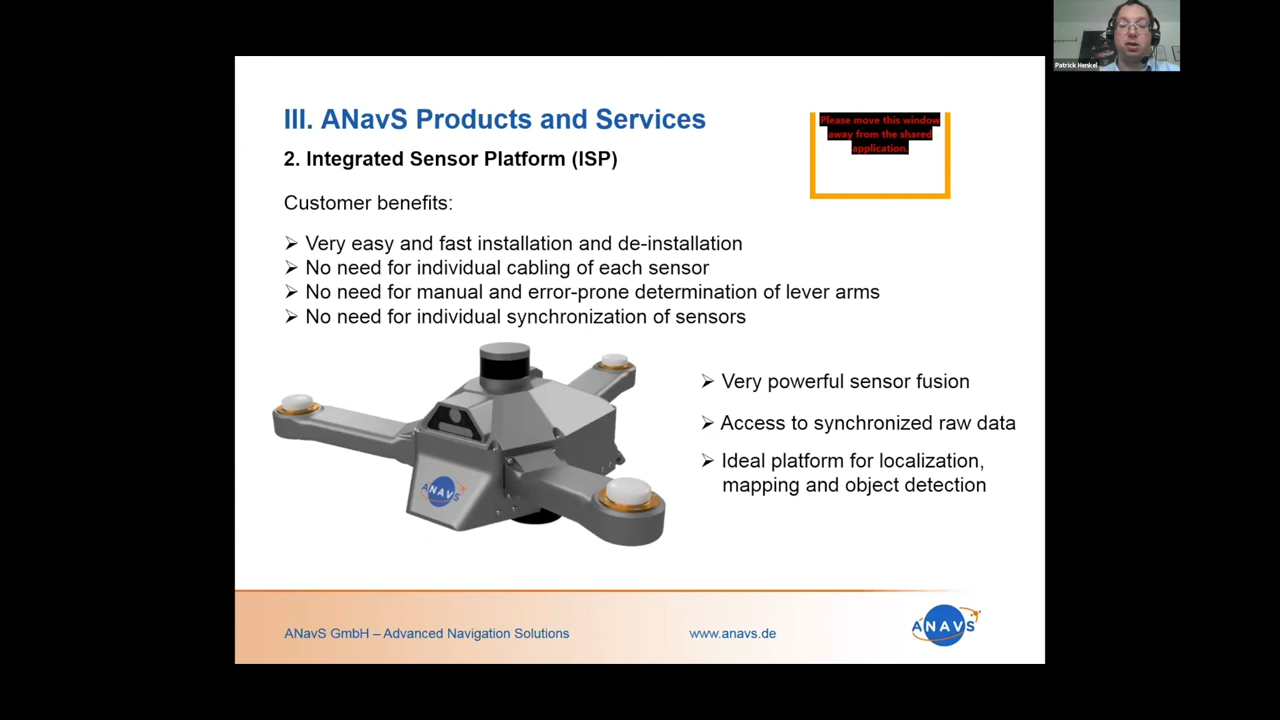 Patrick Henkel
III. ANavS Products and Services
Please move this window
away from the shared
application.
2. Integrated Sensor Platform (ISP)
Customer benefits:
➢ Very easy and fast installation and de-installation
➢ No need for individual cabling of each sensor
➢ No need for manual and error-prone determination of lever arms
➢ No need for individual synchronization of sensors
➢ Very powerful sensor fusion
➢ Access to synchronized raw data
➢ Ideal platform for localization,
mapping and object detection
ANAVS
ANavS GmbH – Advanced Navigation Solutions
www.anavs.de
ANAVS